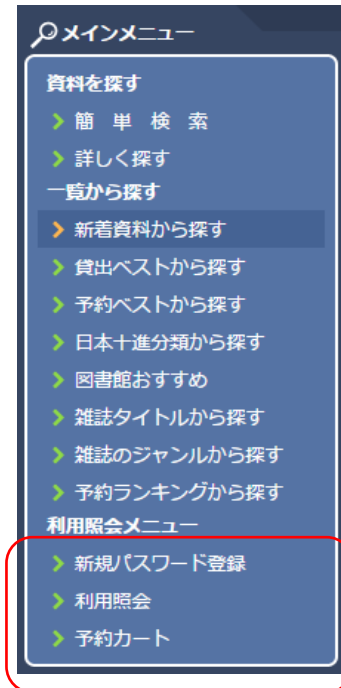 メインメニュー
資料を探す
簡 単 検 索
詳しく探す
一覧から探す
新着資料から探す
貸出ベストから探す
予約ベストから探す
日本十進分類から探す
図書館おすすめ
雑誌タイトルから探す
雑誌のジャンルから探す
予約ランキングから探す
利用照会メニュー
新規パスワード登録
利用照会
予約カート